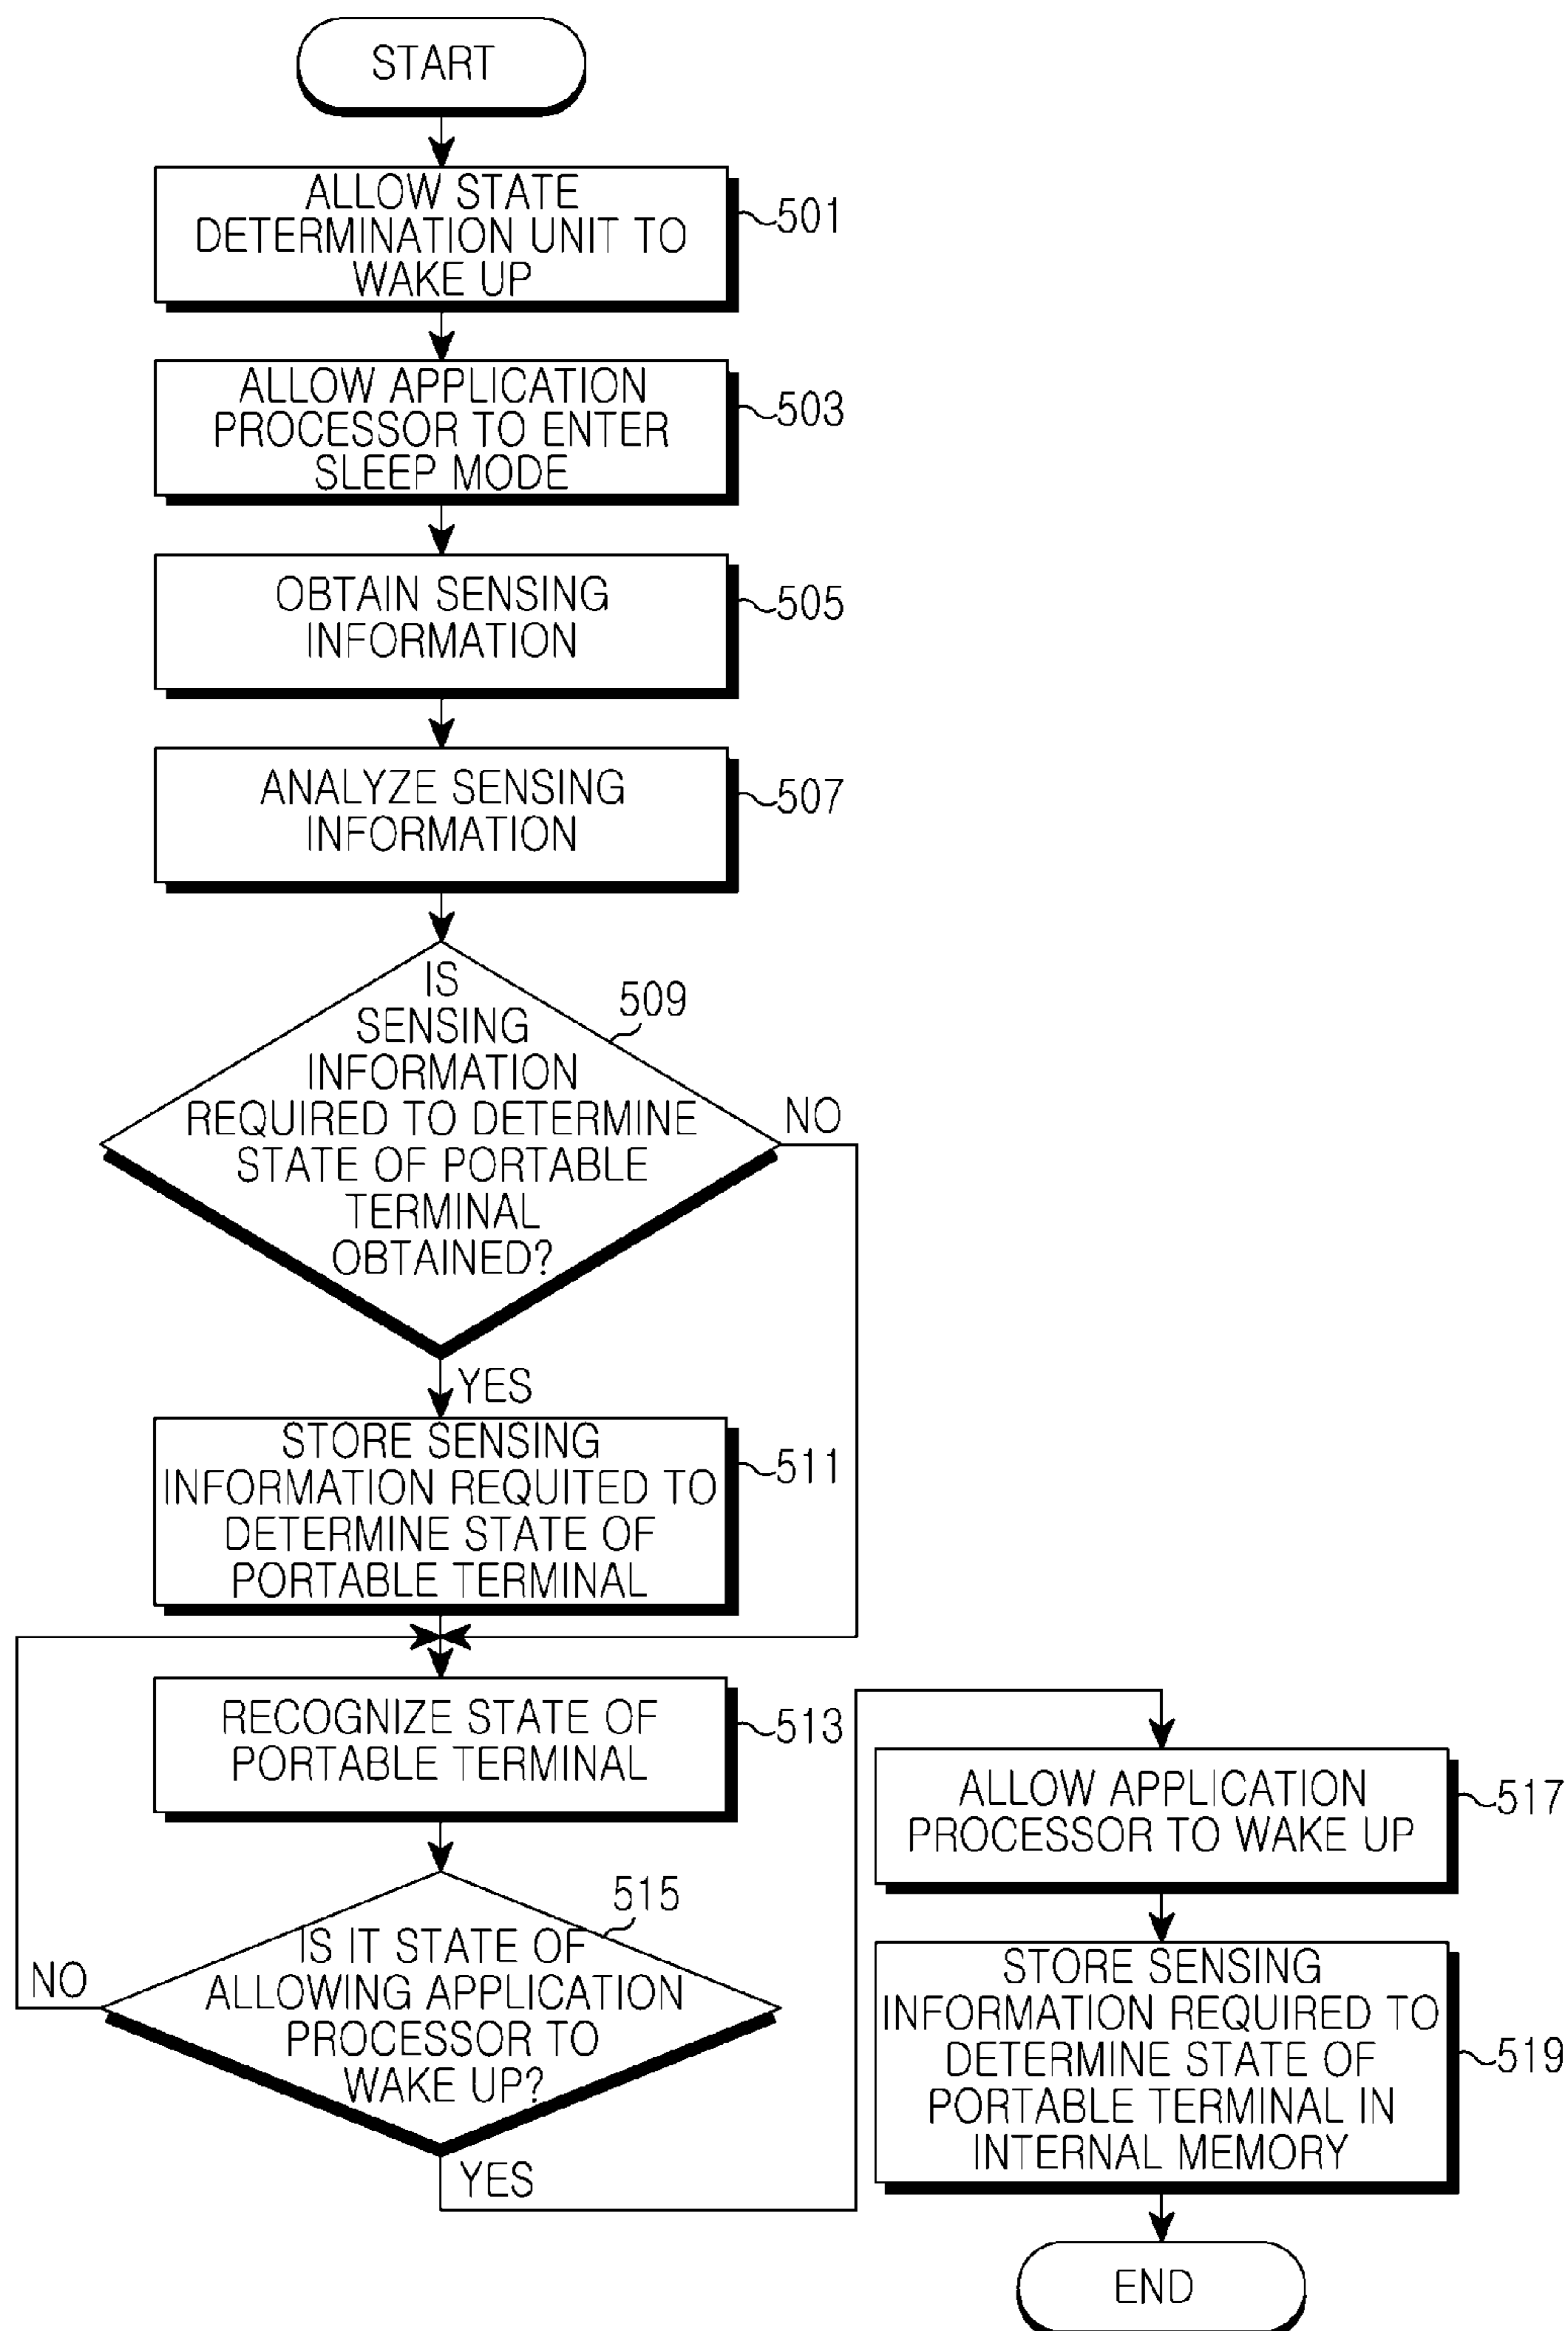 START
ALLOW STATE
DETERMINATION UNIT TO
WAKE UP
501
ALLOW APPLICATION
PROCESSOR TO ENTER
SLEEP MODE
503
OBTAIN SENSING
INFORMATION
505
ANALYZE SENSING
INFORMATION
507
IS
SENSING
INFORMATION
REQUIRED TO DETERMINE
STATE OF PORTABLE
TERMINAL
OBTAINED?
509
NO
YES
STORE SENSING
INFORMATION REQUITED TO
DETERMINE STATE OF
PORTABLE TERMINAL
511
RECOGNIZE STATE OF
PORTABLE TERMINAL
513
IS IT STATE OF
ALLOWING APPLICATION
PROCESSOR TO
WAKE UP?
515
NO
YES
ALLOW APPLICATION
PROCESSOR TO WAKE UP
517
STORE SENSING
INFORMATION REQUIRED TO
DETERMINE STATE OF
PORTABLE TERMINAL IN
INTERNAL MEMORY
519
END